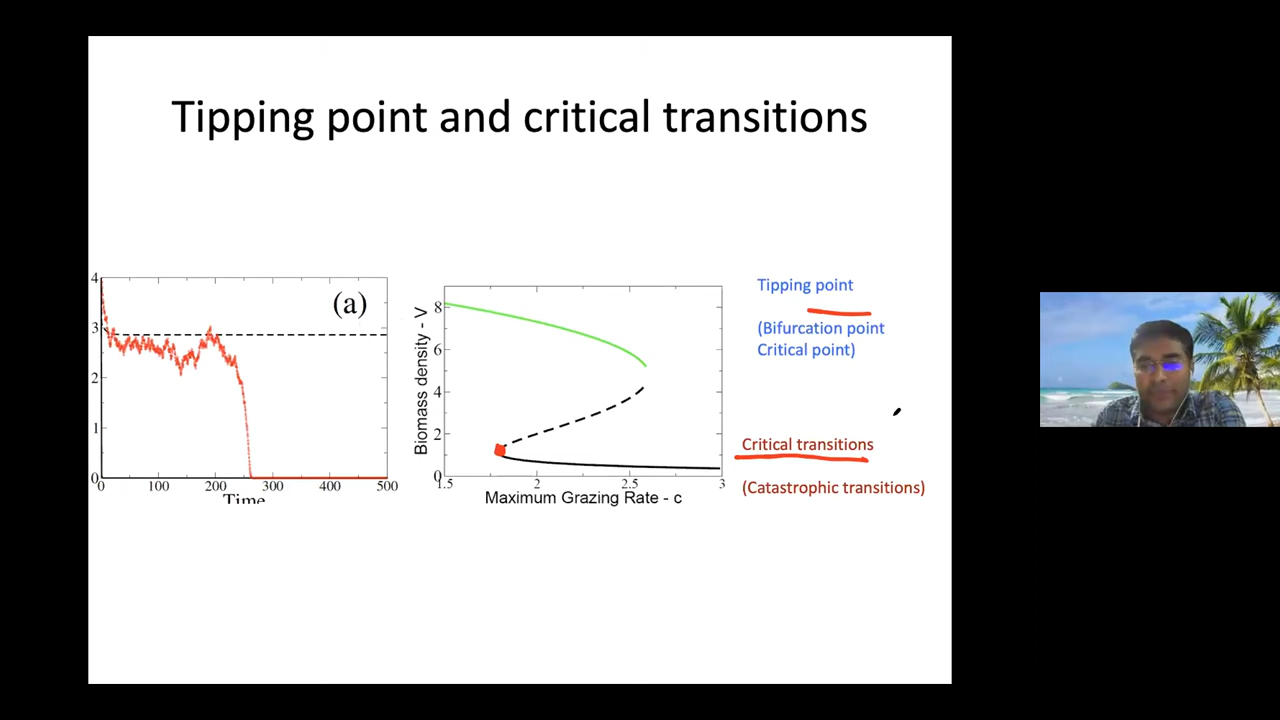 Tipping point and critical transitions
4
3
2
1
0
(a)
0
100
200
300
400
500
Time
Biomass density - V
8
6
4
2
0
1.5
2
2.5
3
Maximum Grazing Rate - c
Tipping point
(Bifurcation point
Critical point)
Critical transitions
(Catastrophic transitions)